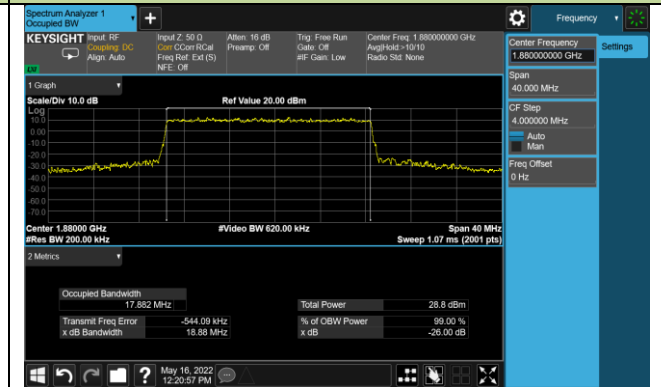 Spectrum Analyzer 1
Occupied BW
+
Frequency
KEYSIGHT
Input: RF
Coupling: DC
Align: Auto
Input Z: 50 Ω
Corr CCorr RCal
Freq Ref: Ext (S)
NFE: Off
Atten: 16 dB
Preamp: Off
Trig: Free Run
Gate: Off
#IF Gain: Low
Center Freq: 1.880000000 GHz
Avg|Hold:>10/10
Radio Std: None
Center Frequency
1.880000000 GHz
Settings
Span
40.000 MHz
CF Step
4.000000 MHz
Auto
Man
Freq Offset
0 Hz
1 Graph
Scale/Div 10.0 dB
Ref Value 20.00 dBm
Log
10.0
0.00
-10.0
-20.0
-30.0
-40.0
-50.0
-60.0
-70.0
Center 1.88000 GHz
#Video BW 620.00 kHz
Span 40 MHz
#Res BW 200.00 kHz
Sweep 1.07 ms (2001 pts)
2 Metrics
Occupied Bandwidth
17.882 MHz
Total Power
28.8 dBm
Transmit Freq Error
-544.09 kHz
% of OBW Power
99.00 %
x dB Bandwidth
18.88 MHz
x dB
-26.00 dB
?
May 16, 2022
12:20:57 PM